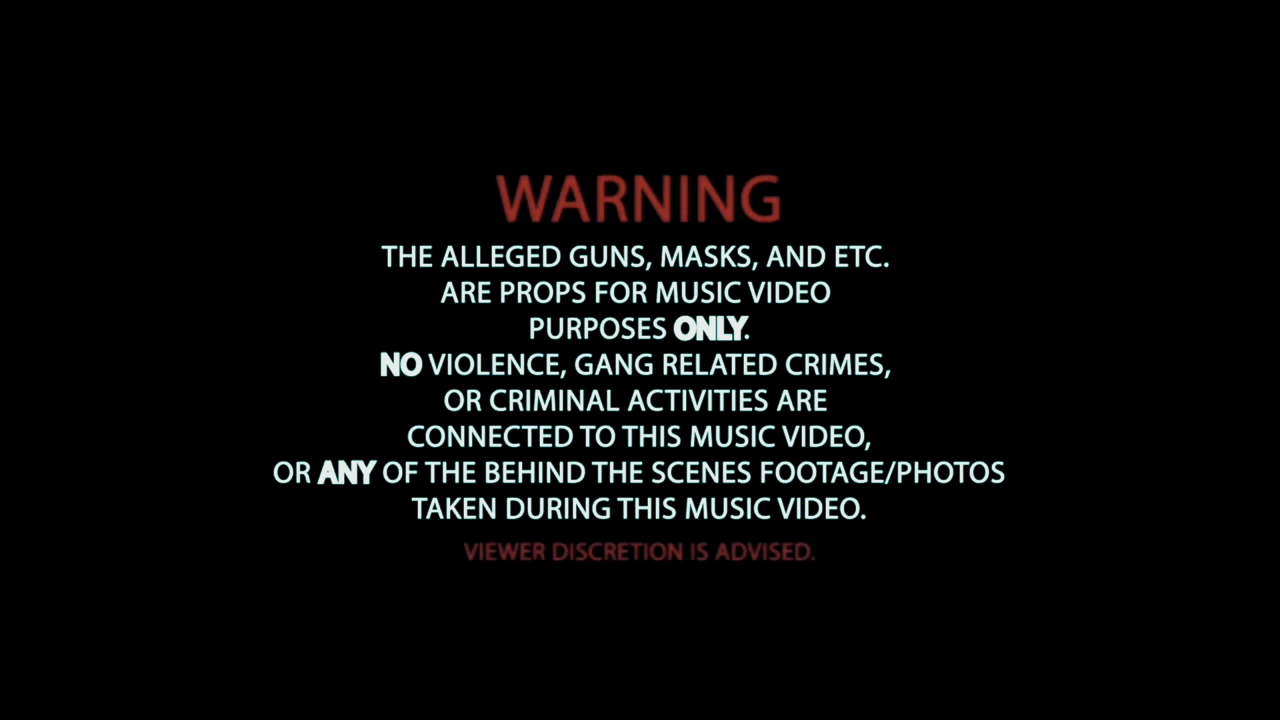 WARNING
THE ALLEGED GUNS, MASKS, AND ETC.
ARE PROPS FOR MUSIC VIDEO
PURPOSES ONLY.
NO VIOLENCE, GANG RELATED CRIMES,
OR CRIMINAL ACTIVITIES ARE
CONNECTED TO THIS MUSIC VIDEO,
OR ANY OF THE BEHIND THE SCENES FOOTAGE/PHOTOS
TAKEN DURING THIS MUSIC VIDEO.
VIEWER DISCRETION IS ADVISED.